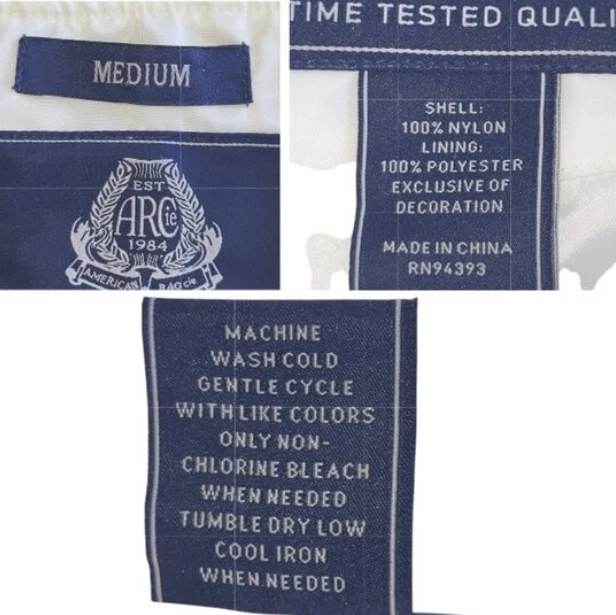 MEDIUM
EST
ARCie
1984
AMERICAN RAG cie
TIME TESTED QUALI
SHELL:
100% NYLON
LINING:
100% POLYESTER
EXCLUSIVE OF
DECORATION
MADE IN CHINA
RN94393
MACHINE
WASH COLD
GENTLE CYCLE
WITH LIKE COLORS
ONLY NON-
CHLORINE BLEACH
WHEN NEEDED
TUMBLE DRY LOW
COOL IRON
WHEN NEEDED